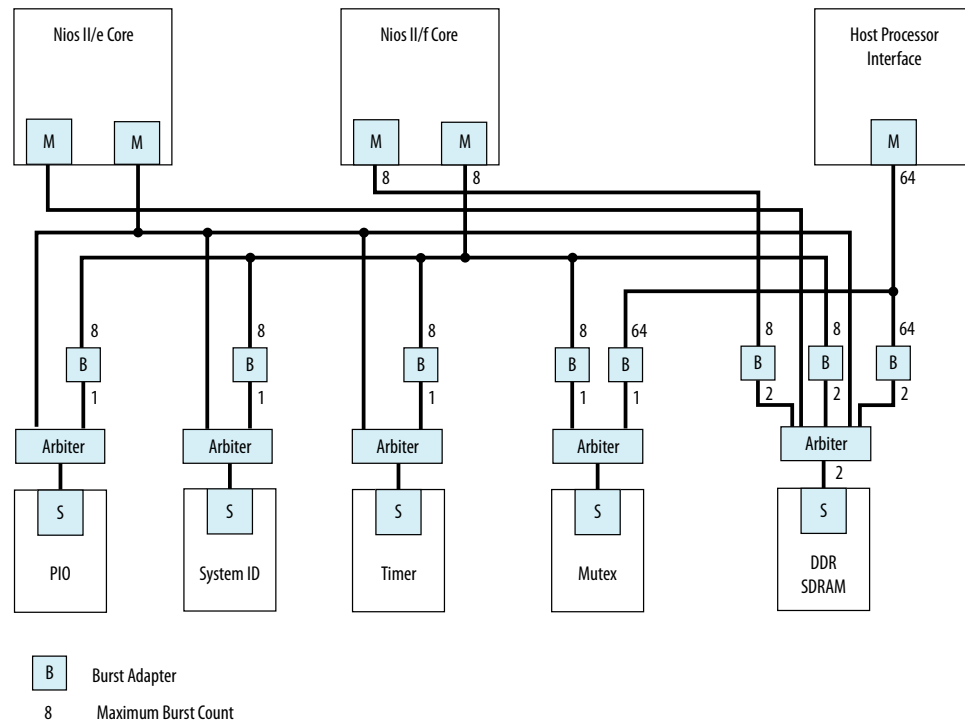 Nios II/e Core
Nios II/f Core
Host Processor
Interface
M
M
M
M
M
8
8
64
8
8
8
8
64
8
8
64
B
B
B
B
B
B
B
B
1
1
1
1
1
2
2
2
Arbiter
Arbiter
Arbiter
Arbiter
Arbiter
2
S
S
S
S
S
PIO
System ID
Timer
Mutex
DDR
SDRAM
B Burst Adapter
8 Maximum Burst Count